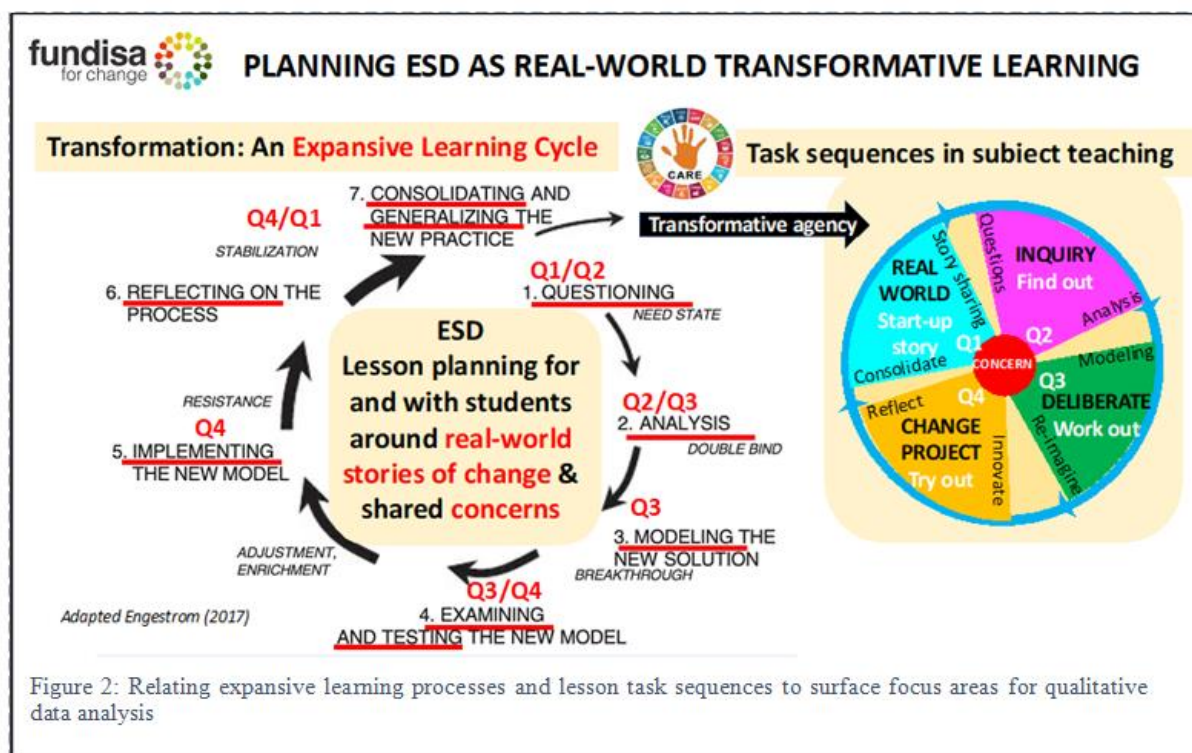 fundisa
for change
PLANNING ESD AS REAL-WORLD TRANSFORMATIVE LEARNING
Transformation: An Expansive Learning Cycle
CARE
Task sequences in subject teaching
7. CONSOLIDATING AND
GENERALIZING THE
NEW PRACTICE
Q4/Q1
STABILIZATION
Transformative agency
Q1/Q2
1. QUESTIONING
NEED STATE
6. REFLECTING ON THE
PROCESS
ESD
Lesson planning for
and with students
around real-world
stories of change &
shared concerns
Q2/Q3
2. ANALYSIS
DOUBLE BIND
RESISTANCE
Q4
5. IMPLEMENTING
THE NEW MODEL
Q3
3. MODELING THE
NEW SOLUTION
BREAKTHROUGH
ADJUSTMENT,
ENRICHMENT
Q3/Q4
4. EXAMINING
AND TESTING THE NEW MODEL
Adapted Engestrom (2017)
REAL
WORLD
Start-up
story
Q1
Story sharing
Questions
INQUIRY
Find out
Q2
Analysis
CONCERN
Modeling
Q3
DELIBERATE
Work out
Re-imagine
Consolidate
Reflect
Q4
CHANGE
PROJECT
Try out
Innovate
Figure 2: Relating expansive learning processes and lesson task sequences to surface focus areas for qualitative
data analysis